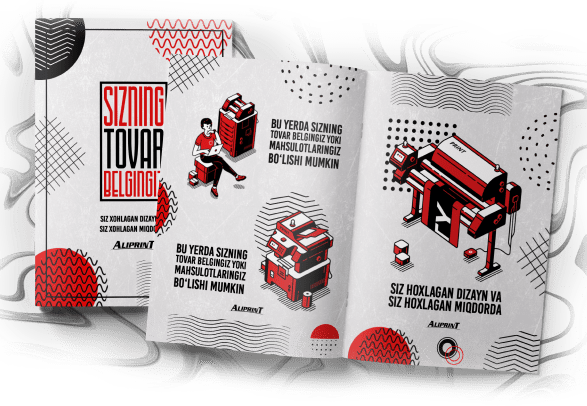 SIZNING
TOVAR
BELGINGIZ
SIZ XOHLAGAN DIZAYN
SIZ XOHLAGAN MIQDO
ALIPRINT
BU YERDA SIZNING
TOVAR BELGINGIZ YOKI
MAHSULOTLARINGIZ
BO'LISHI MUMKIN
BU YERDA SIZNING
TOVAR BELGINGIZ YOKI
MAHSULOTLARINGIZ
BO'LISHI MUMKIN
ALIPRINT
PRINT
SIZ HOXLAGAN DIZAYN VA
SIZ HOXLAGAN MIQDORDA
ALIPRINT